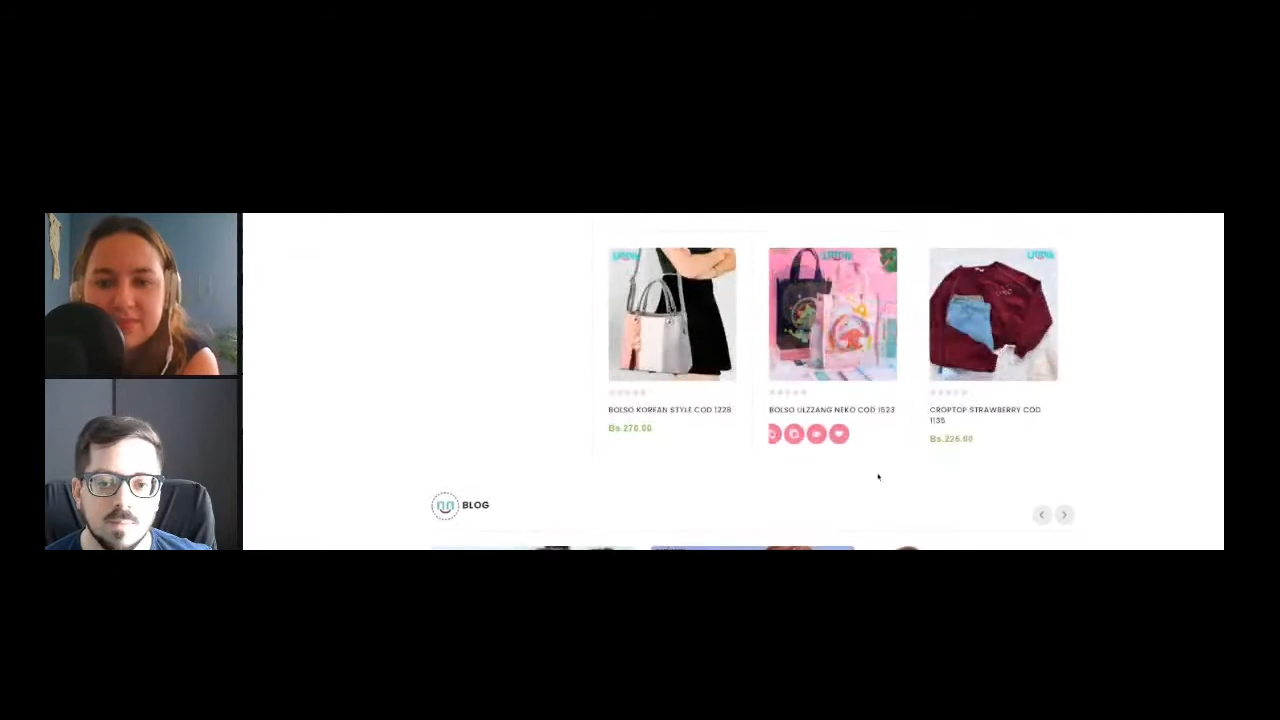 BOLSO KOREAN STYLE COD 1228
Bs.270.00
BOLSO ULZZANG NEKO COD 1523
CROPTOP STRAWBERRY COD
1135
Bs.226.00
BLOG